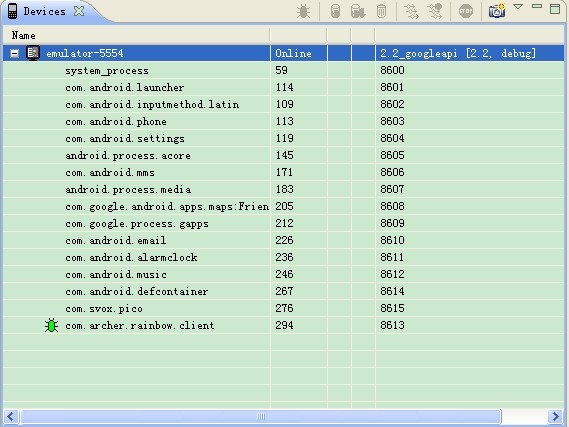 Devices
STOP
Name
emulator-5554 Online 2.2_googleapi [2.2, debug]
system_process 59 8600
com.android.launcher 114 8601
com.android.inputmethod.latin 109 8602
com.android.phone 113 8603
com.android.settings 119 8604
android.process.acore 145 8605
com.android.mms 171 8606
android.process.media 183 8607
com.google.android.apps.maps:Frien 205 8608
com.google.process.gapps 212 8609
com.android.email 226 8610
com.android.alarmclock 236 8611
com.android.music 246 8612
com.android.defcontainer 267 8614
com.svox.pico 276 8615
com.archer.rainbow.client 294 8613